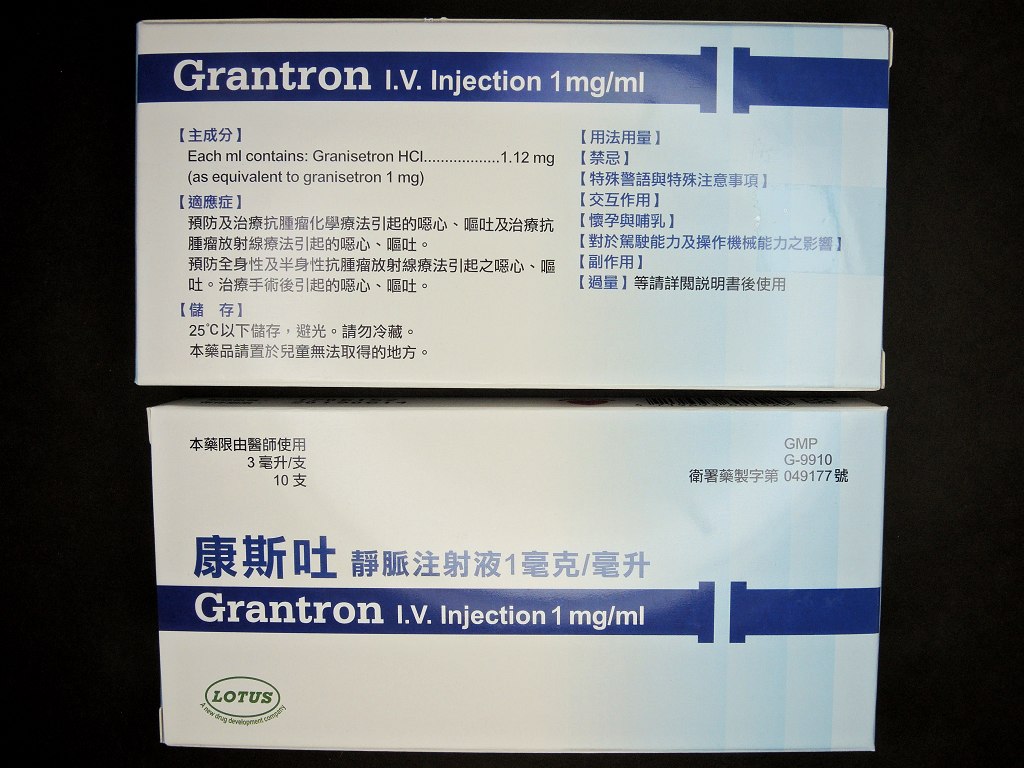 Grantron I.V. Injection 1 mg/ml
【主成分】
Each ml contains: Granisetron HCl..................1.12 mg
(as equivalent to granisetron 1 mg)
【適應症】
預防及治療抗腫瘤化學療法引起的噁心、嘔吐及治療抗
腫瘤放射線療法引起的噁心、嘔吐。
預防全身性及半身性抗腫瘤放射線療法引起之噁心、嘔
吐。治療手術後引起的噁心、嘔吐。
【儲　存】
25℃以下儲存，避光。請勿冷藏。
本藥品請置於兒童無法取得的地方。
【用法用量】
【禁忌】
【特殊警語與特殊注意事項】
【交互作用】
【懷孕與哺乳】
【對於駕駛能力及操作機械能力之影響】
【副作用】
【過量】等請詳閱説明書後使用
本藥限由醫師使用
3 毫升/支
10 支
GMP
G-9910
衛署藥製字第 049177 號
康斯吐 靜脈注射液1毫克/毫升
Grantron I.V. Injection 1 mg/ml
LOTUS
A new drug development company